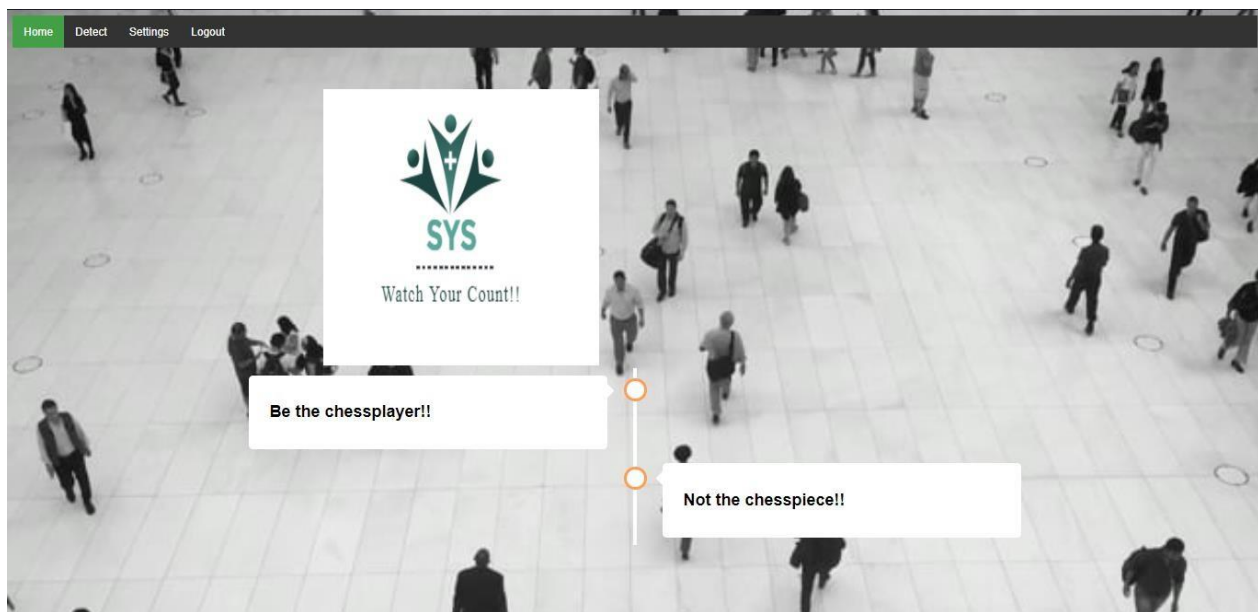 Home Detect Settings Logout
SYS
Watch Your Count!!
Be the chessplayer!!
Not the chesspiece!!